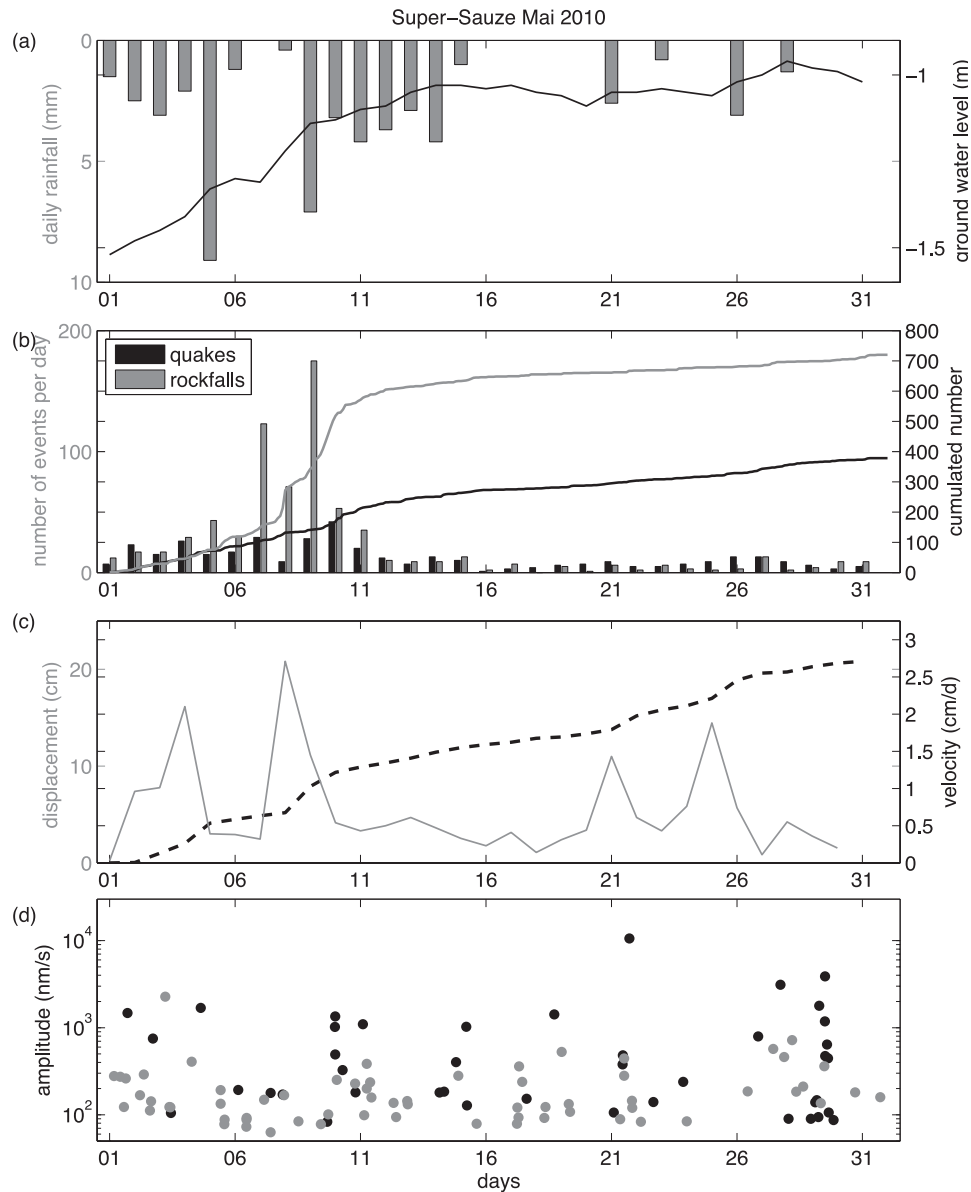 Super−Sauze Mai 2010
(a)
0
5
10
daily rainfall (mm)
−1
−1.5
ground water level (m)
01 06 11 16 21 26 31
(b)
200
100
0
number of events per day
quakes
rockfalls
800
700
600
500
400
300
200
100
0
cumulated number
01 06 11 16 21 26 31
(c)
20
10
0
displacement (cm)
3
2.5
2
1.5
1
0.5
0
velocity (cm/d)
01 06 11 16 21 26 31
(d)
10^4
10^3
10^2
amplitude (nm/s)
01 06 11 16 21 26 31
days